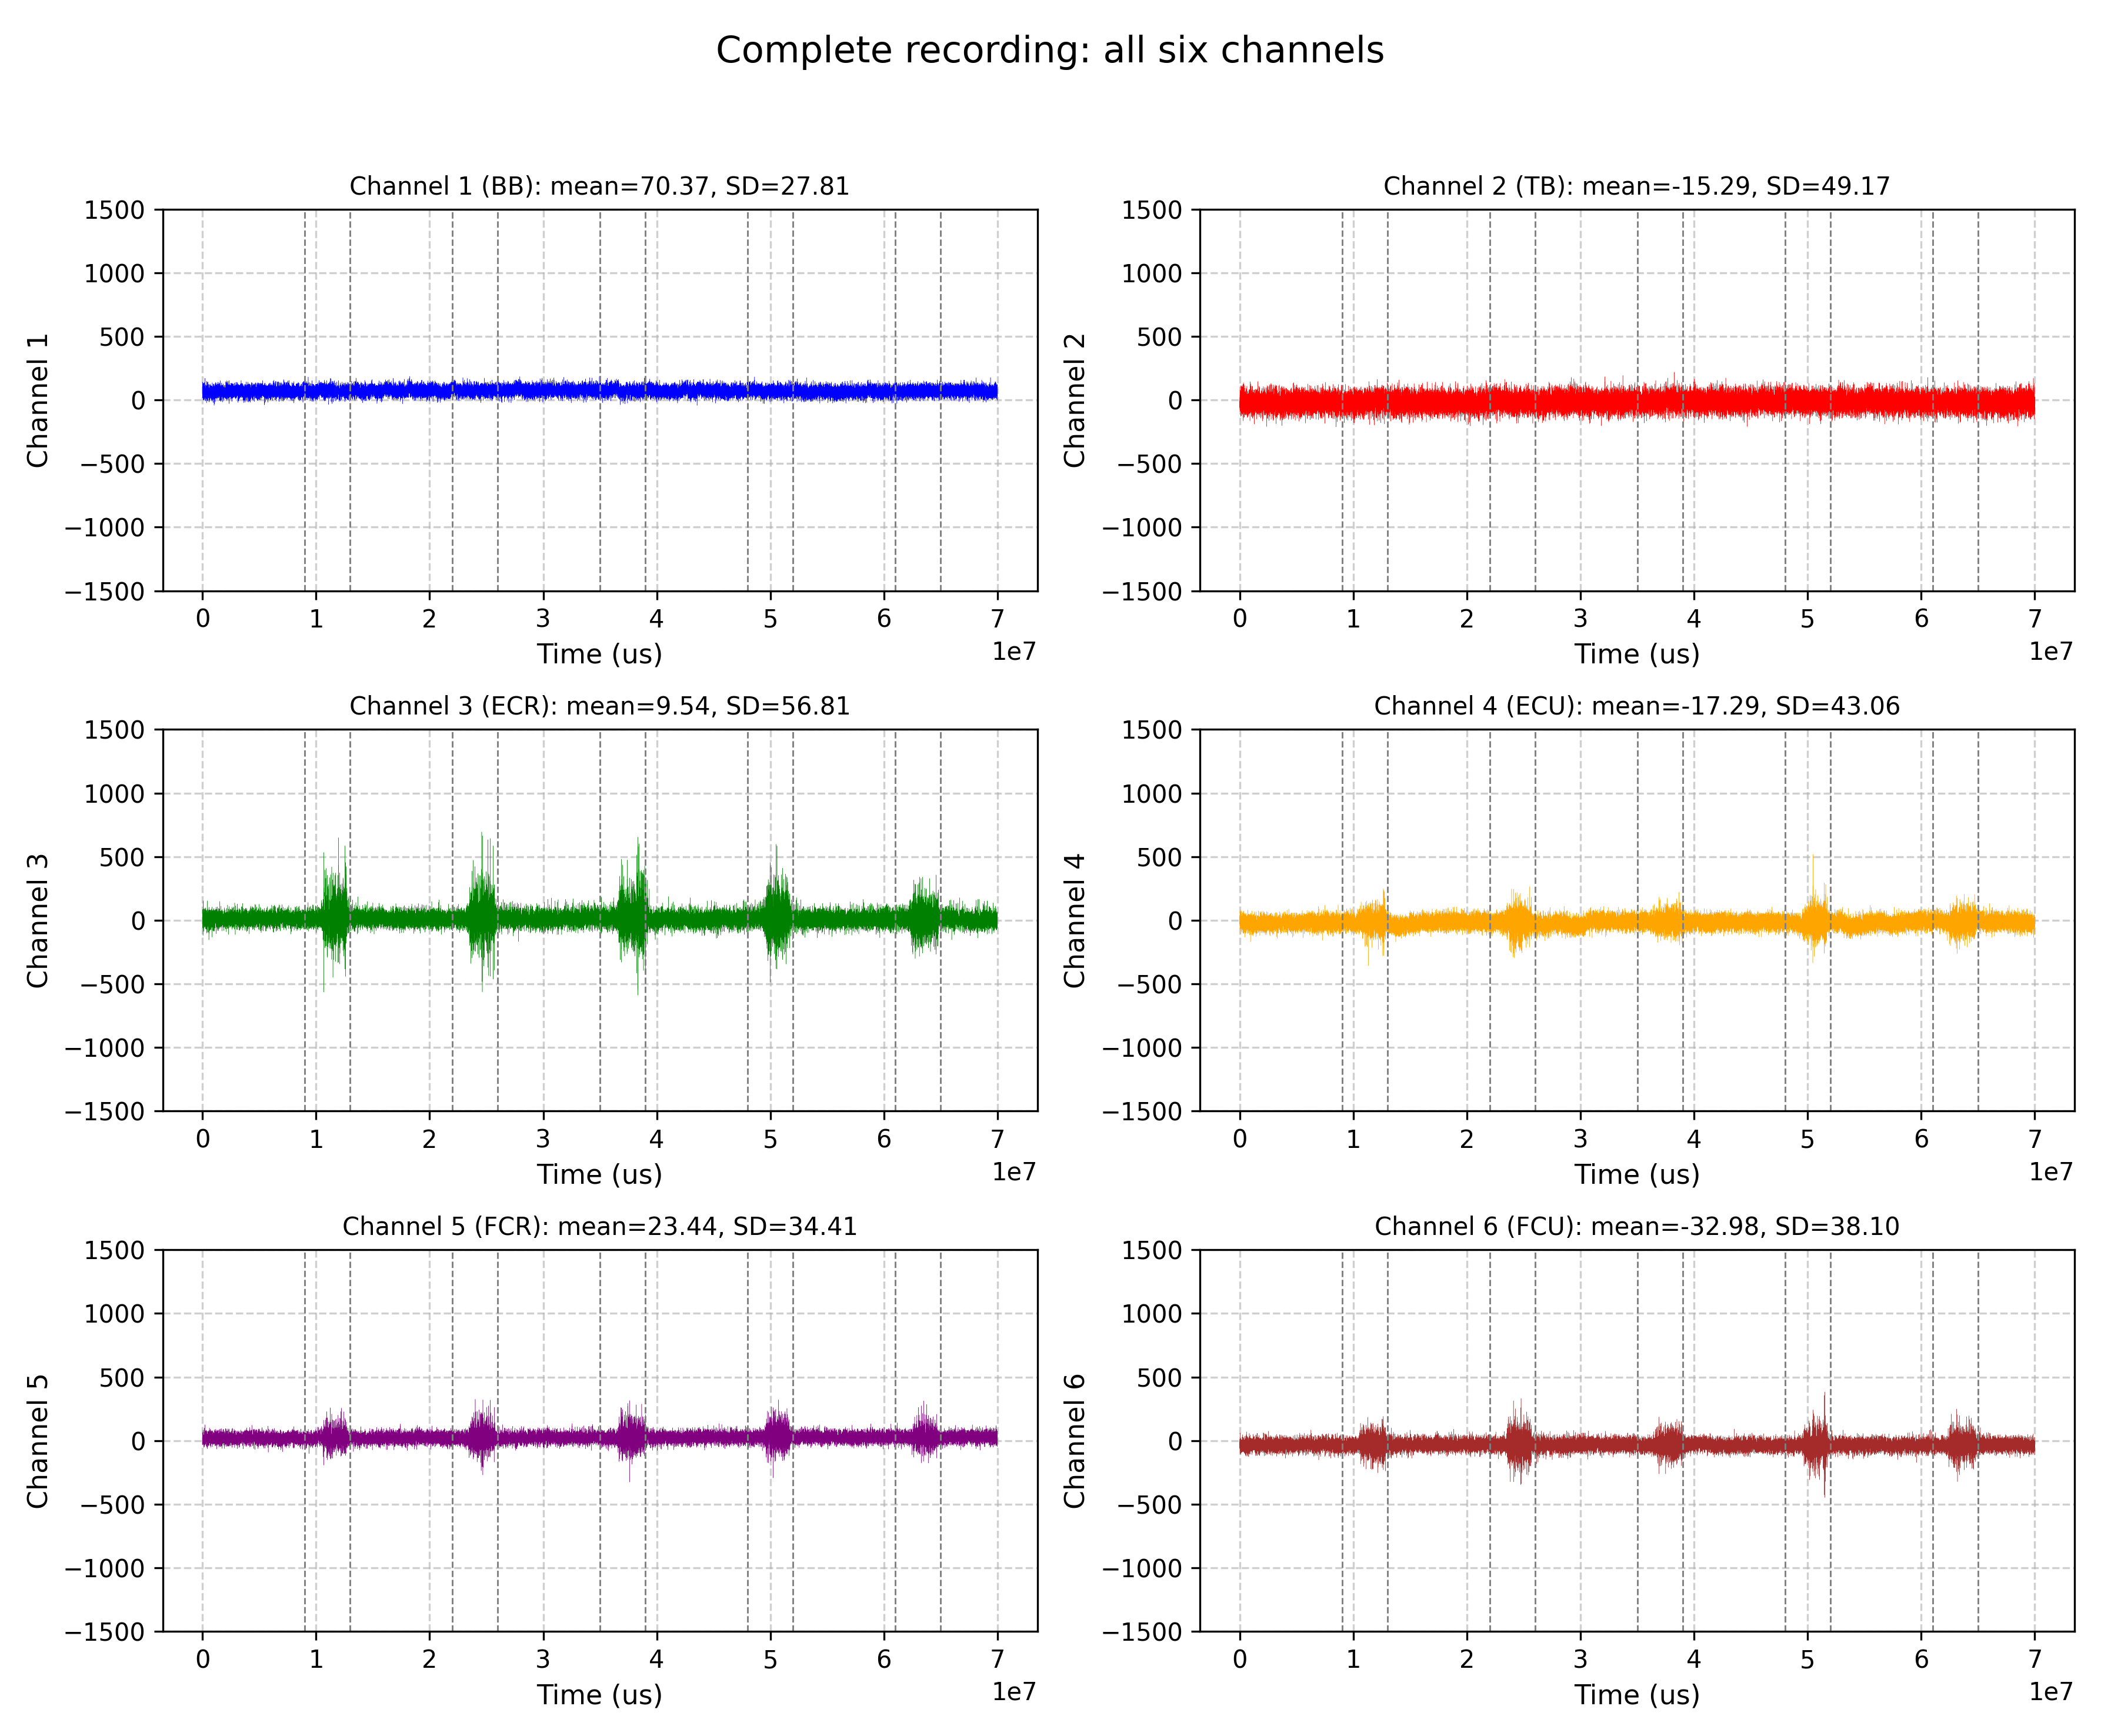 Complete recording: all six channels
Channel 1 (BB): mean=70.37, SD=27.81
Channel 1
1500
1000
500
0
−500
−1000
−1500
0 1 2 3 4 5 6 7
Time (us)
1e7
Channel 2 (TB): mean=-15.29, SD=49.17
Channel 2
1500
1000
500
0
−500
−1000
−1500
0 1 2 3 4 5 6 7
Time (us)
1e7
Channel 3 (ECR): mean=9.54, SD=56.81
Channel 3
1500
1000
500
0
−500
−1000
−1500
0 1 2 3 4 5 6 7
Time (us)
1e7
Channel 4 (ECU): mean=-17.29, SD=43.06
Channel 4
1500
1000
500
0
−500
−1000
−1500
0 1 2 3 4 5 6 7
Time (us)
1e7
Channel 5 (FCR): mean=23.44, SD=34.41
Channel 5
1500
1000
500
0
−500
−1000
−1500
0 1 2 3 4 5 6 7
Time (us)
1e7
Channel 6 (FCU): mean=-32.98, SD=38.10
Channel 6
1500
1000
500
0
−500
−1000
−1500
0 1 2 3 4 5 6 7
Time (us)
1e7